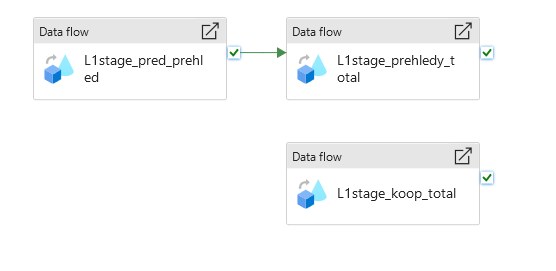 Data flow
L1stage_pred_prehl
ed
Data flow
L1stage_prehledy_t
otal
Data flow
L1stage_koop_total